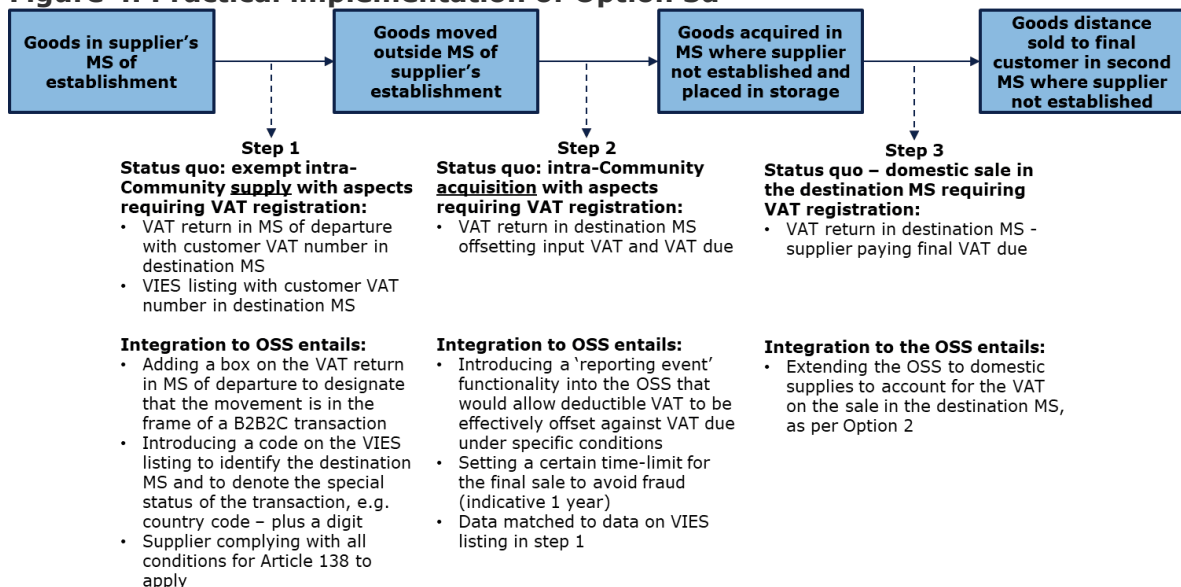 Goods in supplier's
MS of
establishment
Goods moved
outside MS of
supplier's
establishment
Goods acquired in
MS where supplier
not established and
placed in storage
Goods distance
sold to final
customer in second
MS where supplier
not established
Step 1
Status quo: exempt intra-
Community supply with aspects
requiring VAT registration:
• VAT return in MS of departure
with customer VAT number in
destination MS
• VIES listing with customer VAT
number in destination MS
Integration to OSS entails:
• Adding a box on the VAT return
in MS of departure to designate
that the movement is in the
frame of a B2B2C transaction
• Introducing a code on the VIES
listing to identify the destination
MS and to denote the special
status of the transaction, e.g.
country code – plus a digit
• Supplier complying with all
conditions for Article 138 to
apply
Step 2
Status quo: intra-Community
acquisition with aspects
requiring VAT registration:
• VAT return in destination MS
offsetting input VAT and VAT due
Integration to OSS entails:
• Introducing a ‘reporting event’
functionality into the OSS that
would allow deductible VAT to be
effectively offset against VAT due
under specific conditions
• Setting a certain time-limit for
the final sale to avoid fraud
(indicative 1 year)
• Data matched to data on VIES
listing in step 1
Step 3
Status quo – domestic sale in
the destination MS requiring
VAT registration:
• VAT return in destination MS -
supplier paying final VAT due
Integration to the OSS entails:
• Extending the OSS to domestic
supplies to account for the VAT
on the sale in the destination MS,
as per Option 2